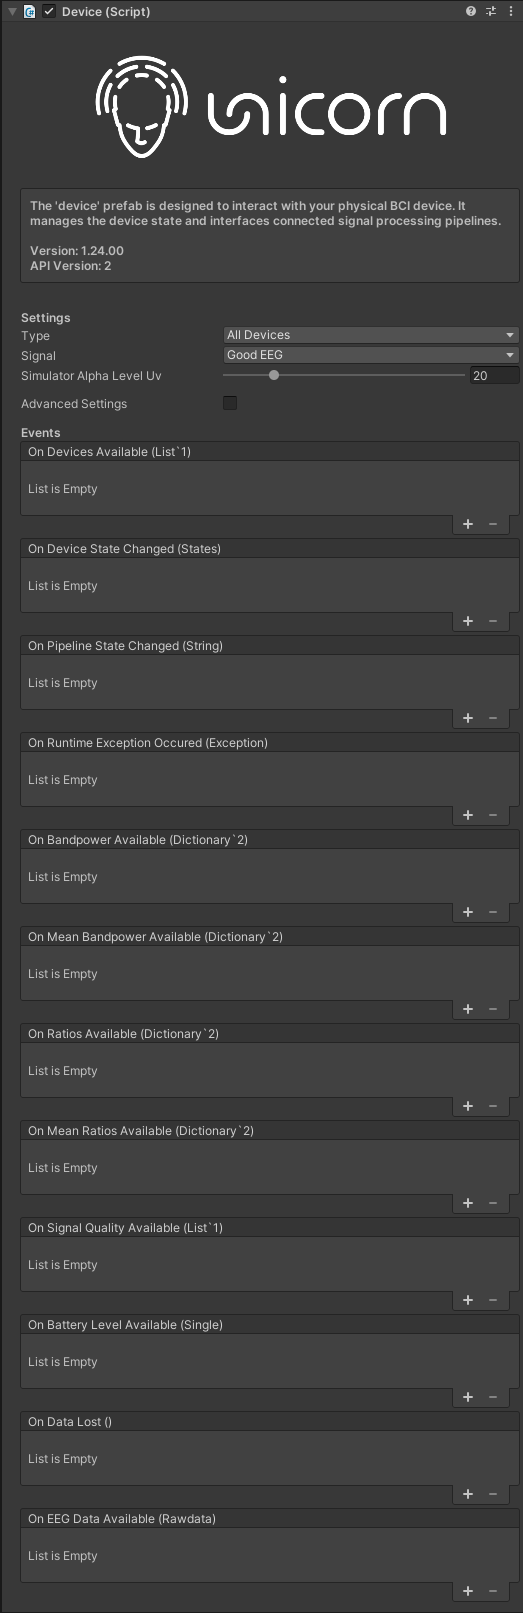 Device (Script)
unicorn
The 'device' prefab is designed to interact with your physical BCI device. It
manages the device state and interfaces connected signal processing pipelines.
Version: 1.24.00
API Version: 2
Settings
Type All Devices
Signal Good EEG
Simulator Alpha Level Uv 20
Advanced Settings
Events
On Devices Available (List`1)
List is Empty
+ −
On Device State Changed (States)
List is Empty
+ −
On Pipeline State Changed (String)
List is Empty
+ −
On Runtime Exception Occured (Exception)
List is Empty
+ −
On Bandpower Available (Dictionary`2)
List is Empty
+ −
On Mean Bandpower Available (Dictionary`2)
List is Empty
+ −
On Ratios Available (Dictionary`2)
List is Empty
+ −
On Mean Ratios Available (Dictionary`2)
List is Empty
+ −
On Signal Quality Available (List`1)
List is Empty
+ −
On Battery Level Available (Single)
List is Empty
+ −
On Data Lost ()
List is Empty
+ −
On EEG Data Available (Rawdata)
List is Empty
+ −